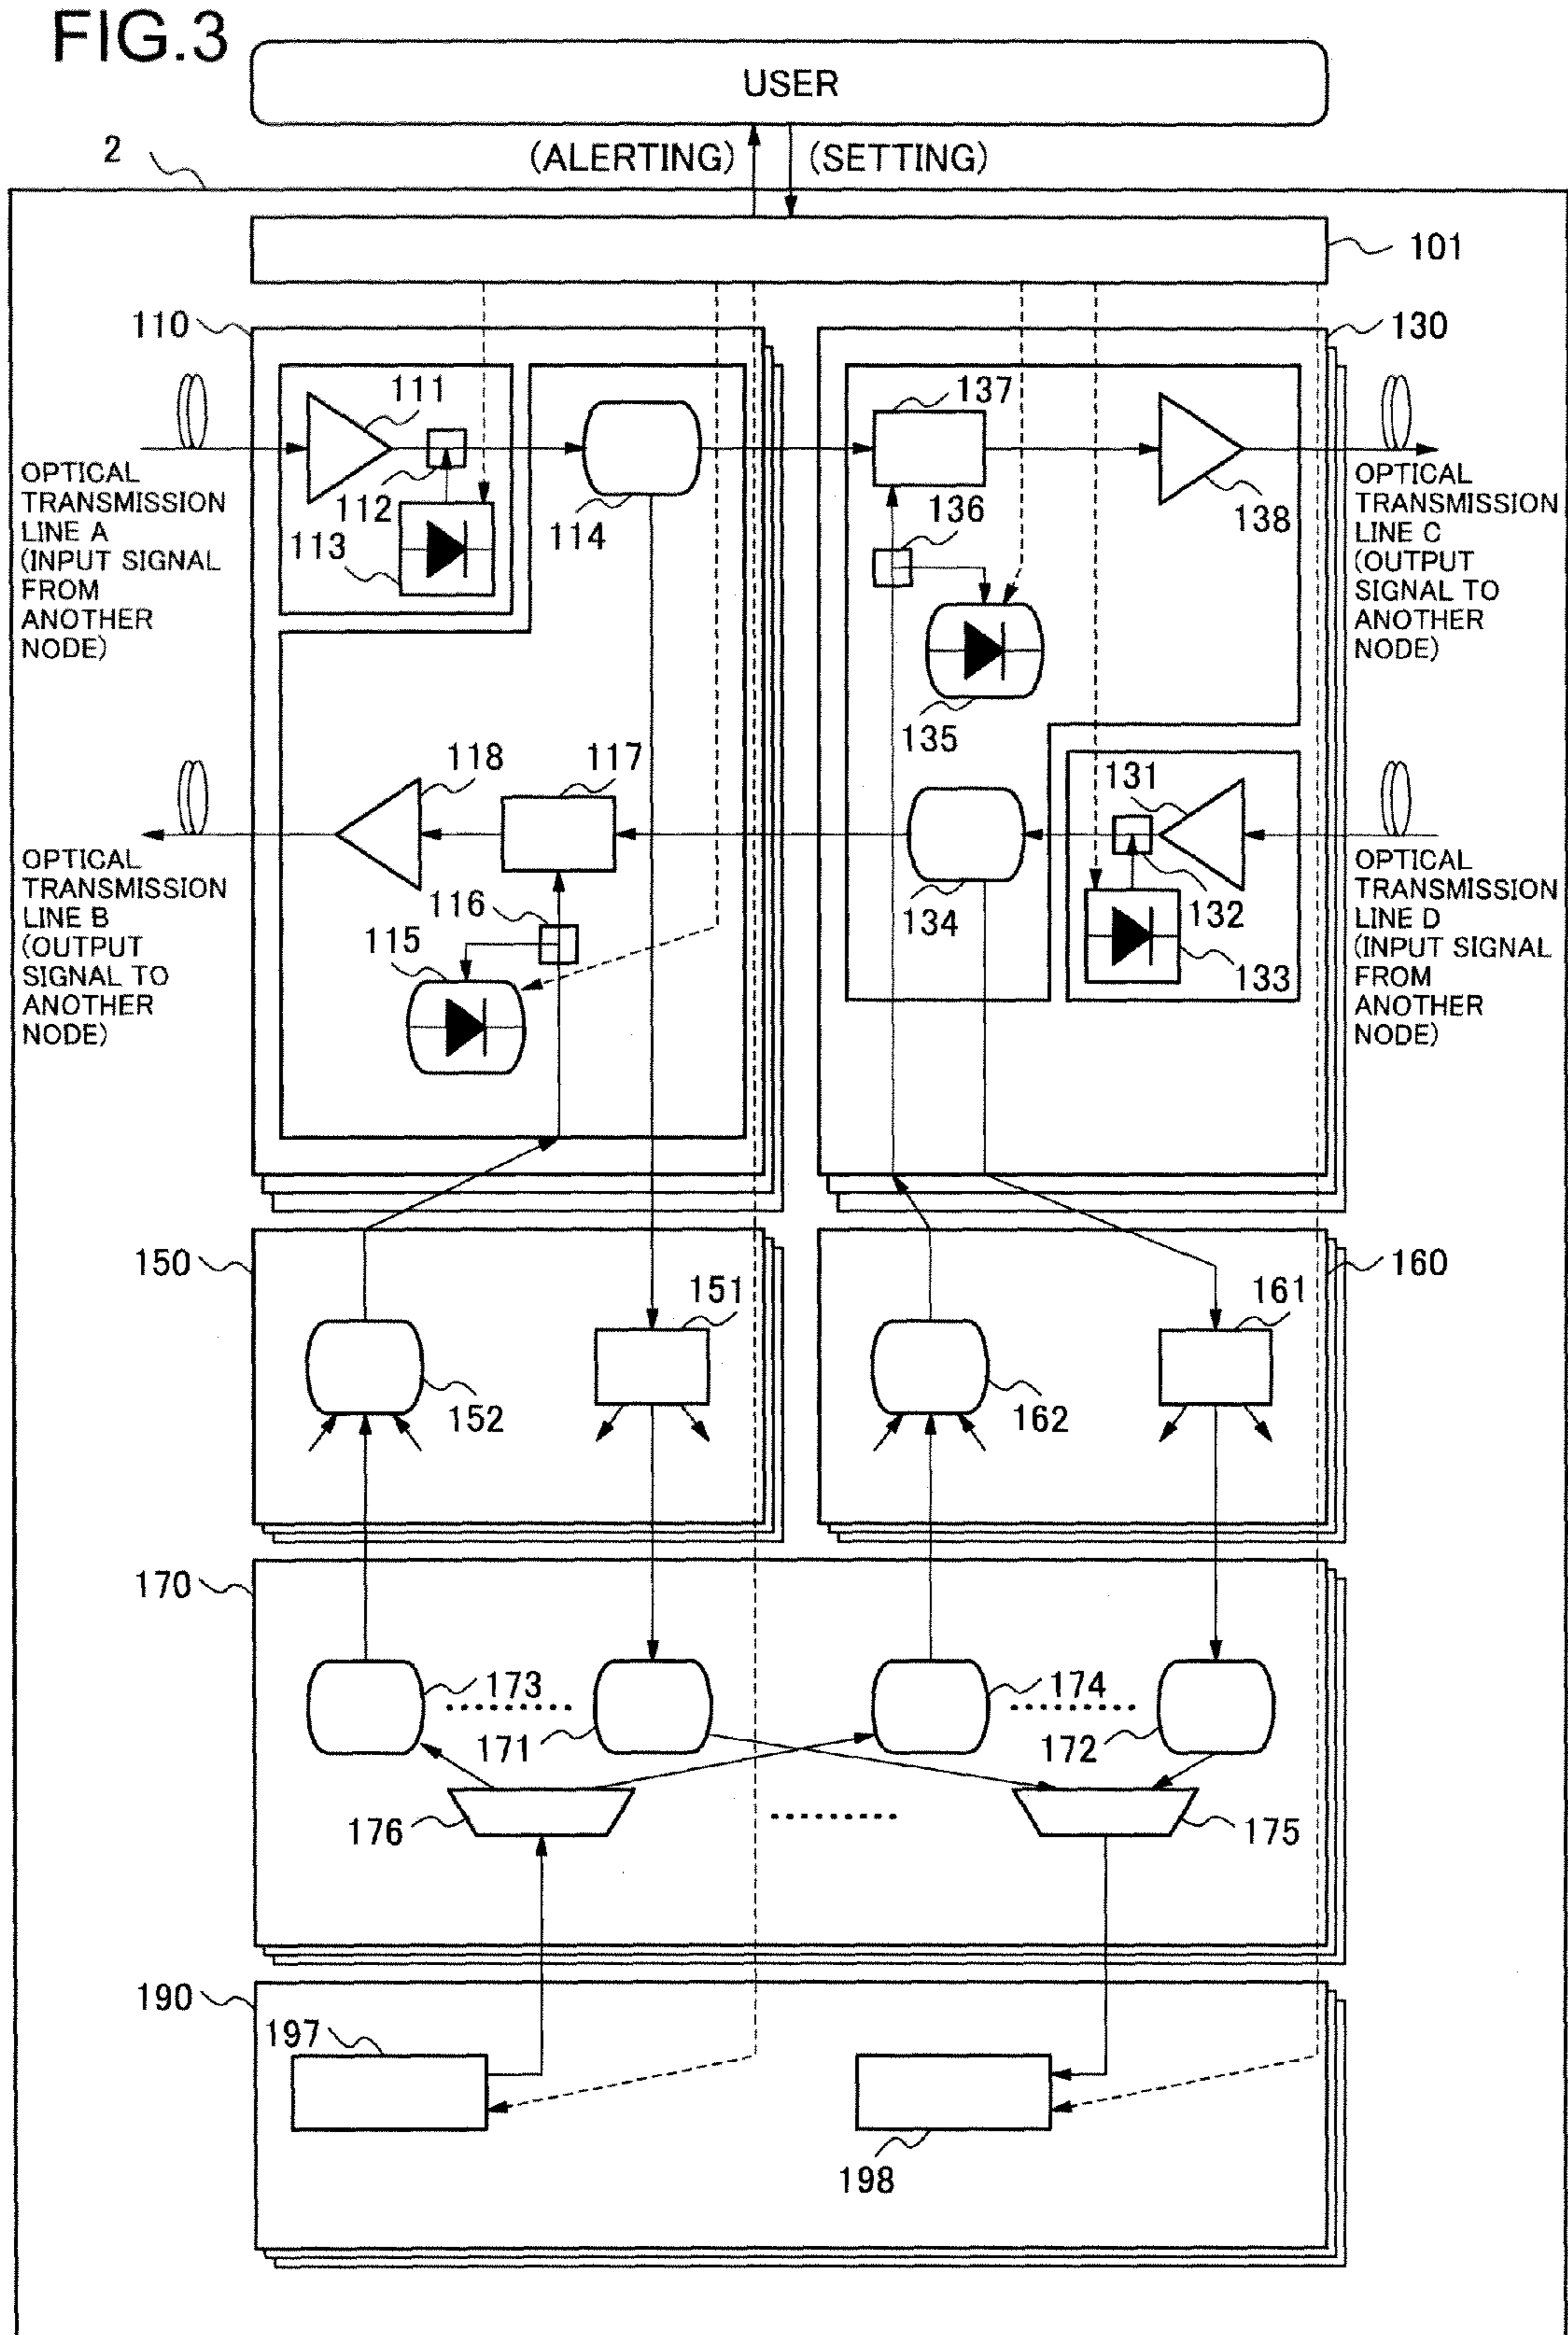 FIG.3
USER
2
(ALERTING)
(SETTING)
101
110
130
111
137
112
136
113
114
138
OPTICAL
TRANSMISSION
LINE A
(INPUT SIGNAL
FROM
ANOTHER
NODE)
OPTICAL
TRANSMISSION
LINE C
(OUTPUT
SIGNAL TO
ANOTHER
NODE)
135
118
117
131
116
134
132
115
133
OPTICAL
TRANSMISSION
LINE B
(OUTPUT
SIGNAL TO
ANOTHER
NODE)
OPTICAL
TRANSMISSION
LINE D
(INPUT SIGNAL
FROM
ANOTHER
NODE)
150
160
151
161
152
162
170
173
174
171
172
176
175
190
197
198